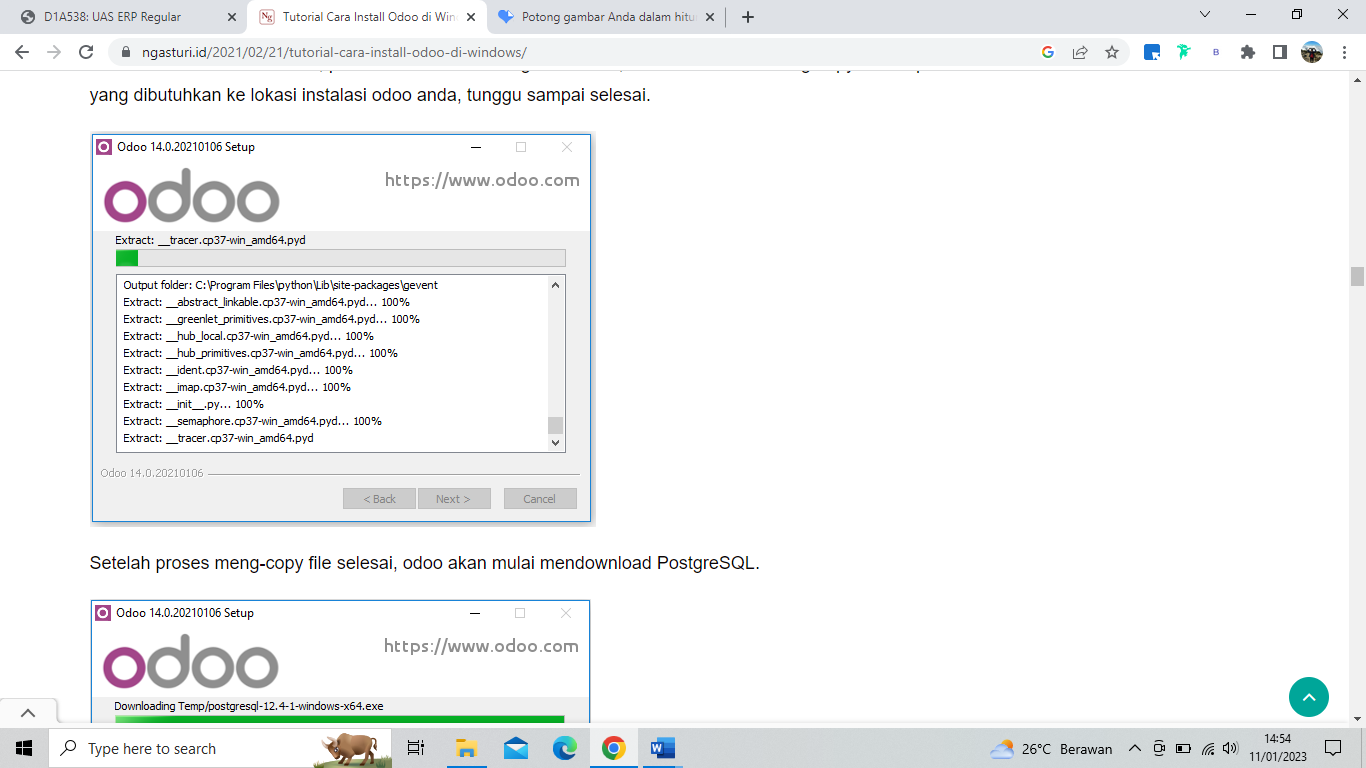 D1A538: UAS ERP Regular
Tutorial Cara Install Odoo di Win
Potong gambar Anda dalam hitu
ngasturi.id/2021/02/21/tutorial-cara-install-odoo-di-windows/
yang dibutuhkan ke lokasi instalasi odoo anda, tunggu sampai selesai.
Odoo 14.0.20210106 Setup
odoo
https://www.odoo.com
Extract: __tracer.cp37-win_amd64.pyd
Output folder: C:\Program Files\python\Lib\site-packages\gevent
Extract: __abstract_linkable.cp37-win_amd64.pyd... 100%
Extract: __greenlet_primitives.cp37-win_amd64.pyd... 100%
Extract: __hub_local.cp37-win_amd64.pyd... 100%
Extract: __hub_primitives.cp37-win_amd64.pyd... 100%
Extract: __ident.cp37-win_amd64.pyd... 100%
Extract: __imap.cp37-win_amd64.pyd... 100%
Extract: __init__.py... 100%
Extract: __semaphore.cp37-win_amd64.pyd... 100%
Extract: __tracer.cp37-win_amd64.pyd
Odoo 14.0.20210106
< Back Next > Cancel
Setelah proses meng-copy file selesai, odoo akan mulai mendownload PostgreSQL.
Odoo 14.0.20210106 Setup
odoo
https://www.odoo.com
Downloading Temp/postgresql-12.4-1-windows-x64.exe
Type here to search
26°C Berawan
14:54
11/01/2023